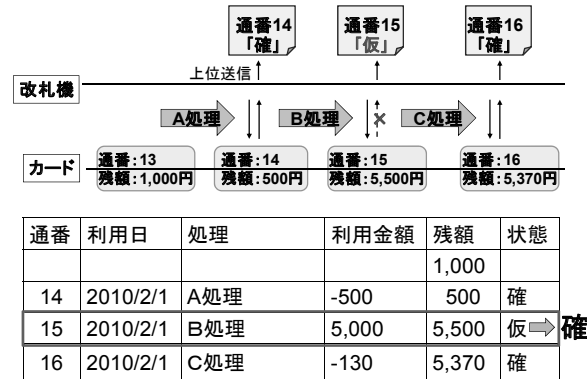 通番14
「確」
通番15
「仮」
通番16
「確」
上位送信
改札機
A処理
B処理
×
C処理
カード
通番:13
残額:1,000円
通番:14
残額:500円
通番:15
残額:5,500円
通番:16
残額:5,370円
通番 利用日 処理 利用金額 残額 状態
1,000
14 2010/2/1 A処理 -500 500 確
15 2010/2/1 B処理 5,000 5,500 仮 確
16 2010/2/1 C処理 -130 5,370 確